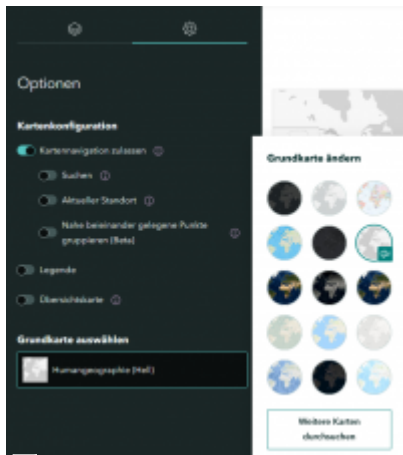 Optionen
Kartenkonfiguration
Kartennavigation zulassen
Suchen
Aktueller Standort
Nahe beieinander gelegene Punkte
gruppieren (Beta)
Legende
Übersichtskarte
Grundkarte auswählen
Humangeographie (Hell)
Grundkarte ändern
Weitere Karten
durchsuchen